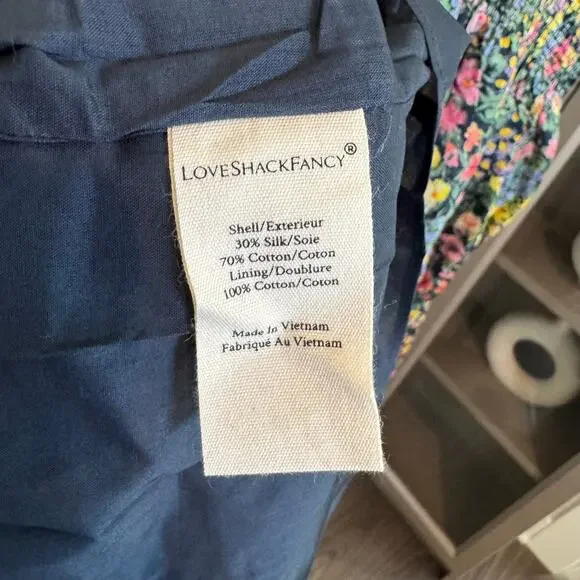 LoveShackFancy®
Shell/Exterieur
30% Silk/Soie
70% Cotton/Coton
Lining/Doublure
100% Cotton/Coton
Made In Vietnam
Fabriqué Au Vietnam